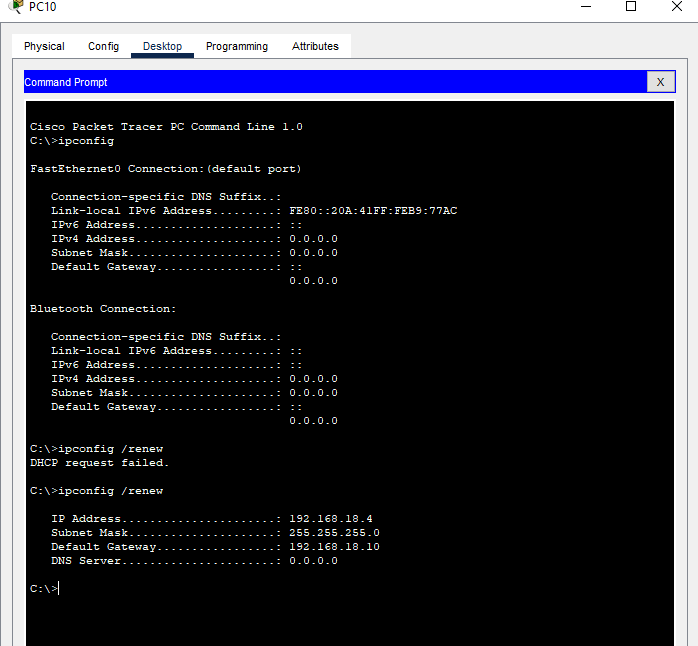 PC10
Physical Config Desktop Programming Attributes
Command Prompt X
Cisco Packet Tracer PC Command Line 1.0
C:\>ipconfig
FastEthernet0 Connection:(default port)
Connection-specific DNS Suffix..:
Link-local IPv6 Address.........: FE80::20A:41FF:FEB9:77AC
IPv6 Address....................: ::
IPv4 Address....................: 0.0.0.0
Subnet Mask.....................: 0.0.0.0
Default Gateway.................: ::
0.0.0.0
Bluetooth Connection:
Connection-specific DNS Suffix..:
Link-local IPv6 Address.........: ::
IPv6 Address....................: ::
IPv4 Address....................: 0.0.0.0
Subnet Mask.....................: 0.0.0.0
Default Gateway.................: ::
0.0.0.0
C:\>ipconfig /renew
DHCP request failed.
C:\>ipconfig /renew
IP Address......................: 192.168.18.4
Subnet Mask.....................: 255.255.255.0
Default Gateway.................: 192.168.18.10
DNS Server......................: 0.0.0.0
C:\>